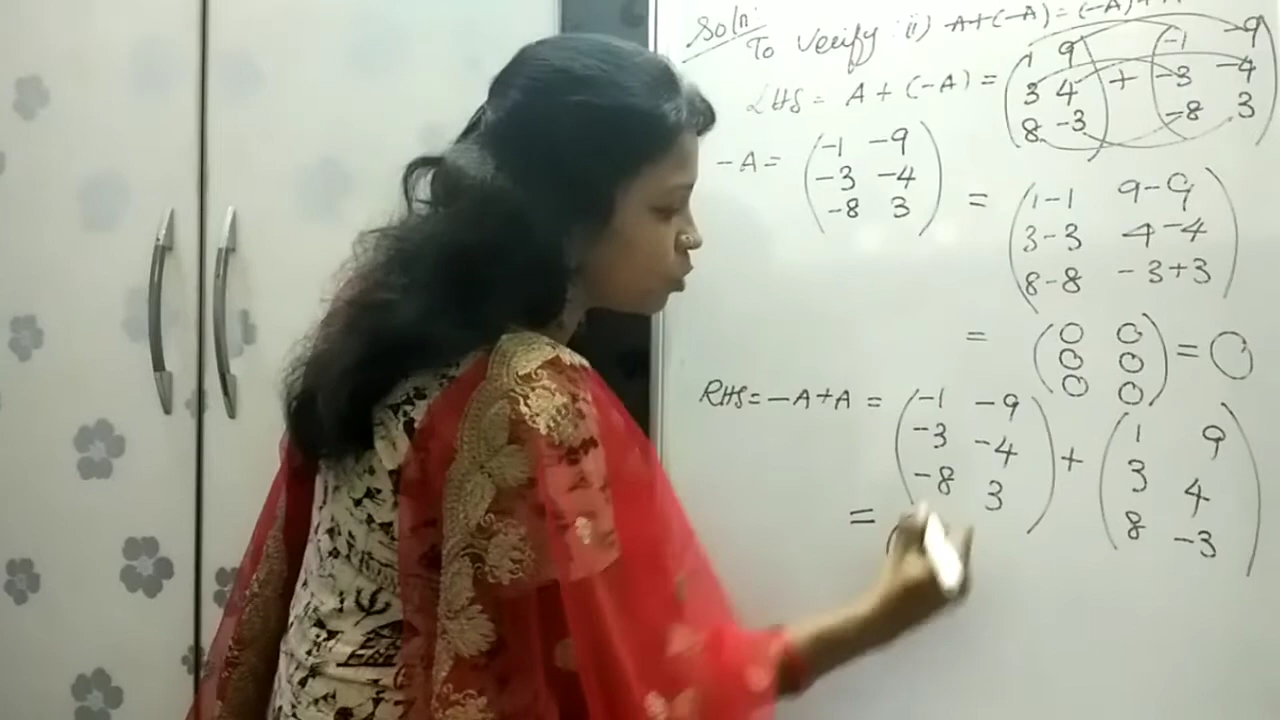 Soln:
To Verify ii) A+(-A)=(-A)+A
LHS = A+(-A) = (1 9 3 4 8 -3) + (-1 -9 -3 -4 -8 3)
-A = (-1 -9 -3 -4 -8 3)
= (1-1 9-9 3-3 4-4 8-8 -3+3)
= (0 0 0 0 0 0) = 0
RHS = -A+A = (-1 -9 -3 -4 -8 3) + (1 9 3 4 8 -3)
= (